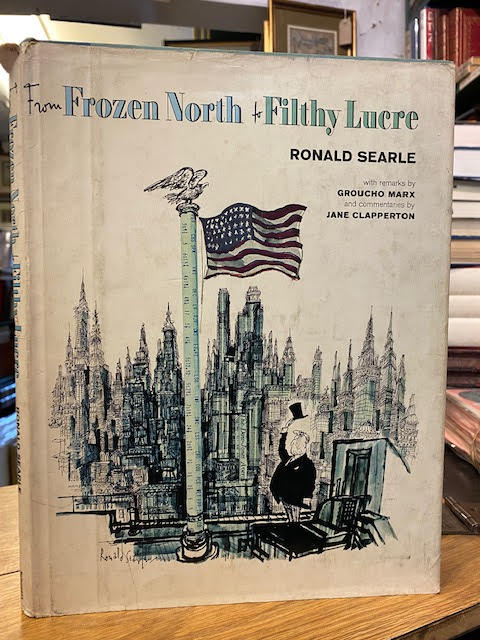 From Frozen North to Filthy Lucre
RONALD SEARLE
with remarks by
GROUCHO MARX
and commentaries by
JANE CLAPPERTON
Ronald Searle